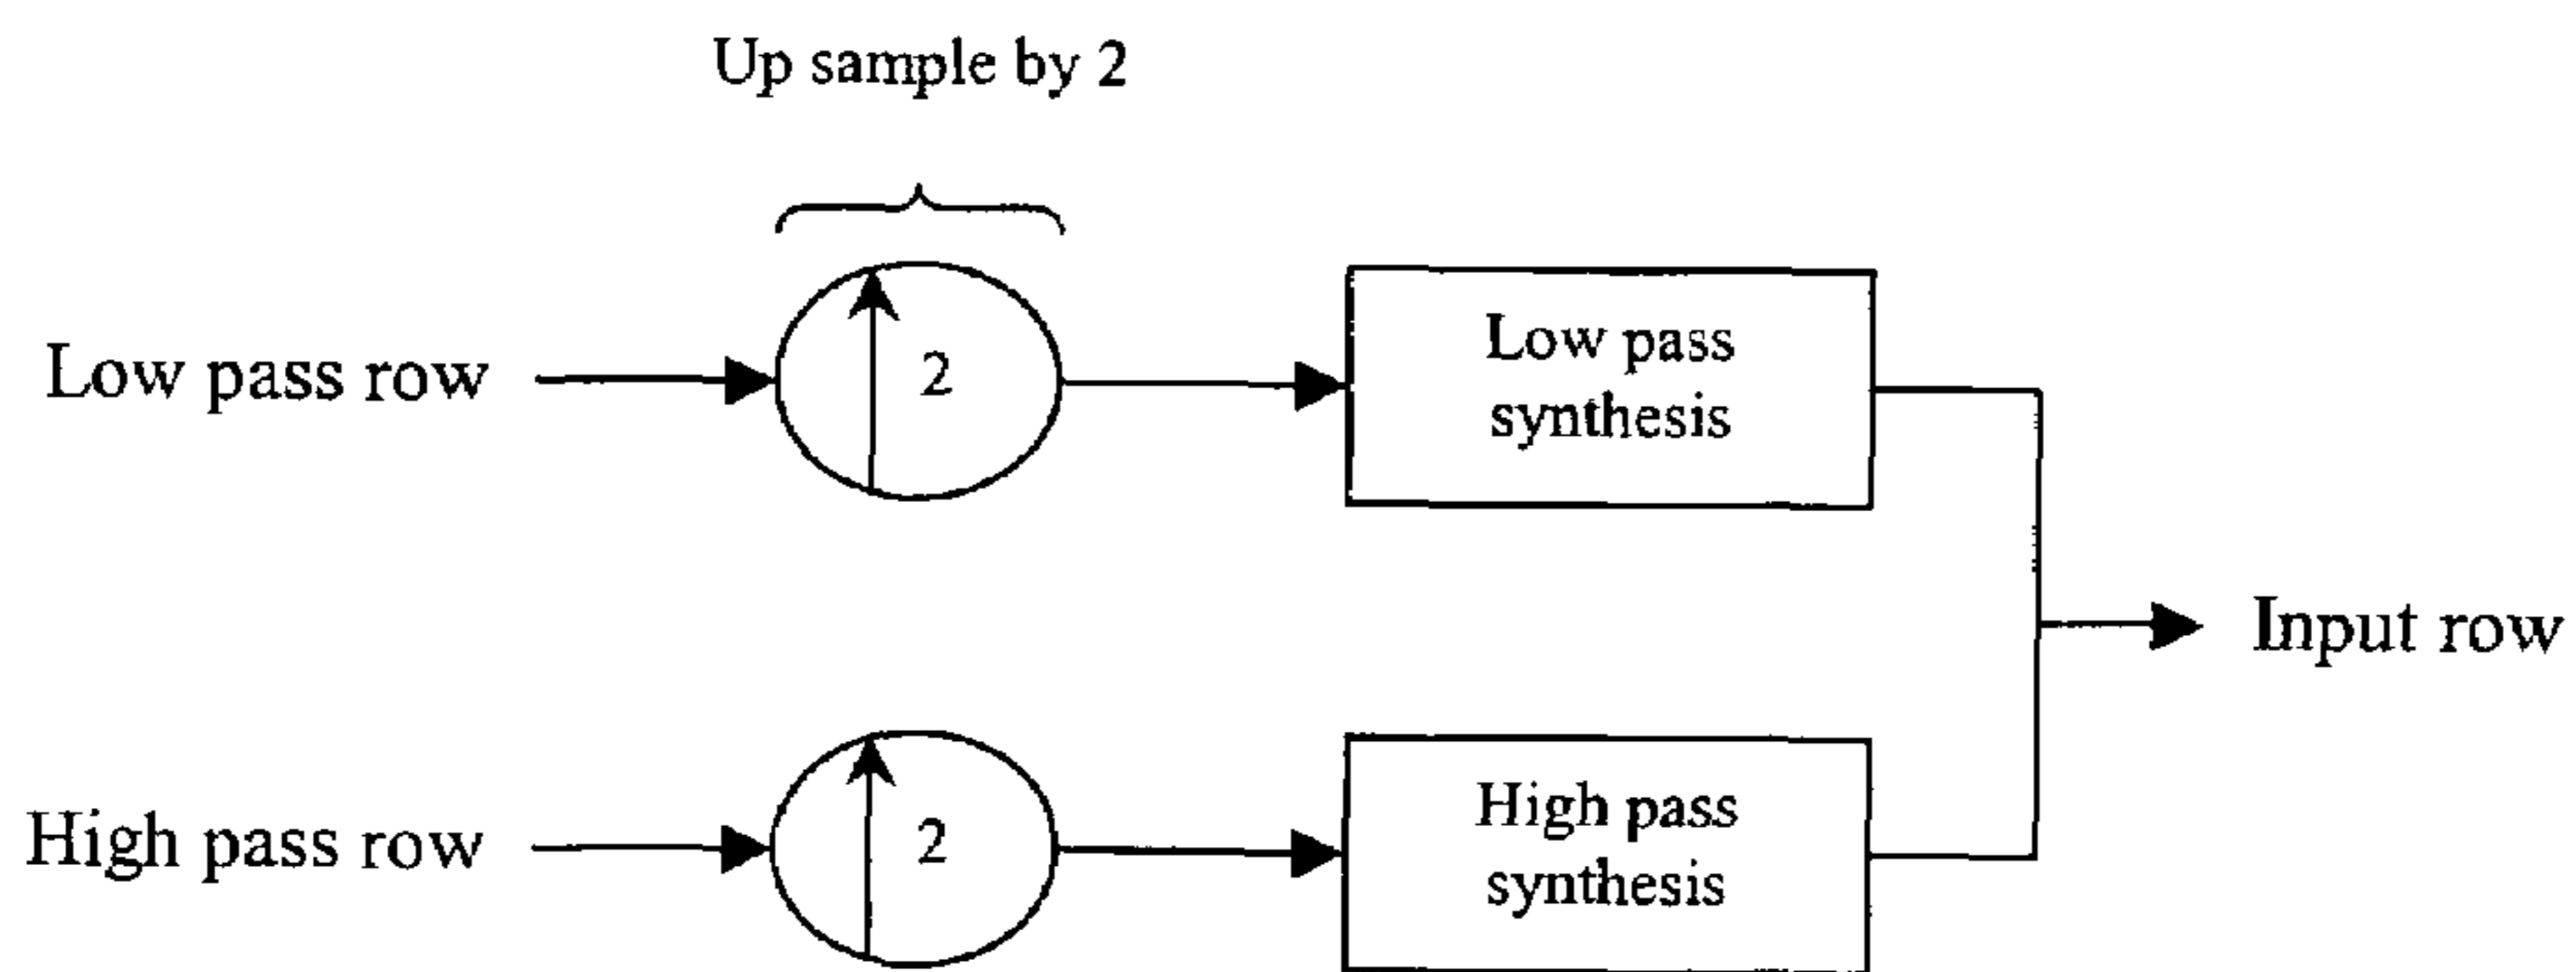 Up sample by 2
Low pass row
2
Low pass
synthesis
Input row
High pass row
2
High pass
synthesis